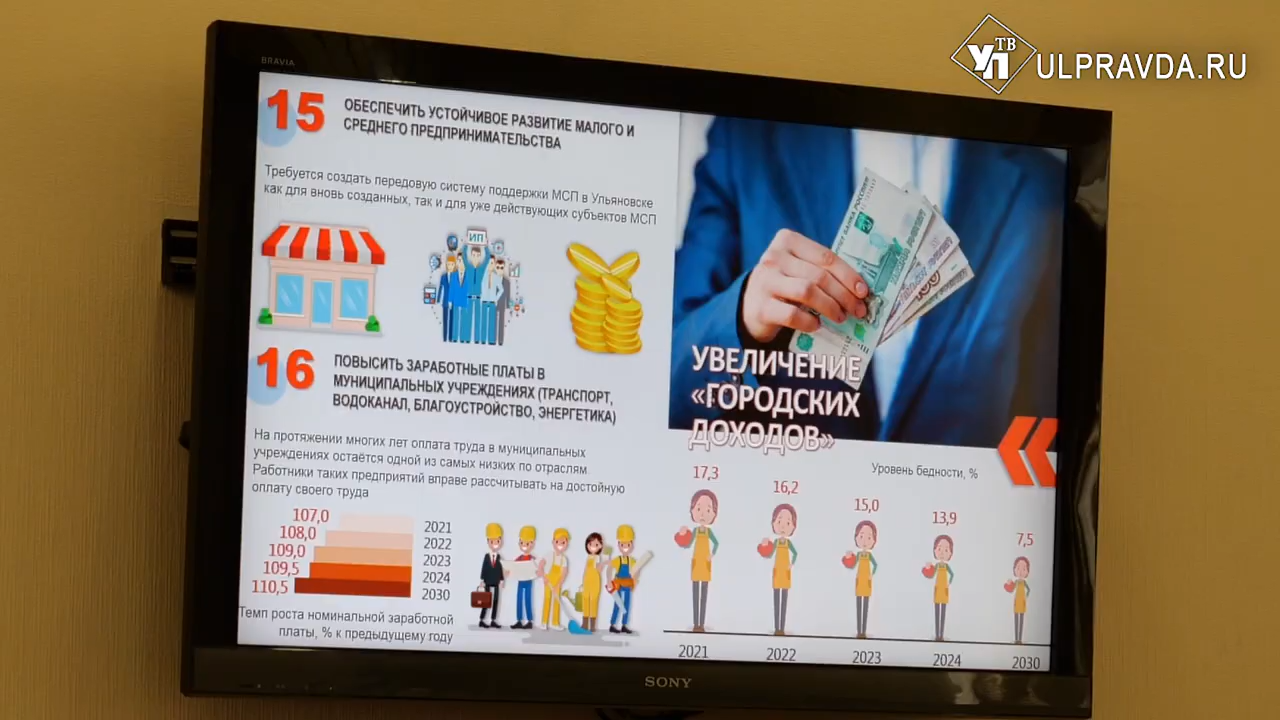 УП ТВ ULPRAVDA.RU
BRAVIA
15 ОБЕСПЕЧИТЬ УСТОЙЧИВОЕ РАЗВИТИЕ МАЛОГО И
СРЕДНЕГО ПРЕДПРИНИМАТЕЛЬСТВА
Требуется создать передовую систему поддержки МСП в Ульяновске
как для вновь созданных, так и для уже действующих субъектов МСП
ИП
16 ПОВЫСИТЬ ЗАРАБОТНЫЕ ПЛАТЫ В
МУНИЦИПАЛЬНЫХ УЧРЕЖДЕНИЯХ (ТРАНСПОРТ,
ВОДОКАНАЛ, БЛАГОУСТРОЙСТВО, ЭНЕРГЕТИКА)
На протяжении многих лет оплата труда в муниципальных
учреждениях остаётся одной из самых низких по отраслям.
Работники таких предприятий вправе рассчитывать на достойную
оплату своего труда
107,0 2021
108,0 2022
109,0 2023
109,5 2024
110,5 2030
Темп роста номинальной заработной
платы, % к предыдущему году
УВЕЛИЧЕНИЕ
«ГОРОДСКИХ
ДОХОДОВ»
Уровень бедности, %
17,3 16,2 15,0 13,9 7,5
2021 2022 2023 2024 2030
SONY